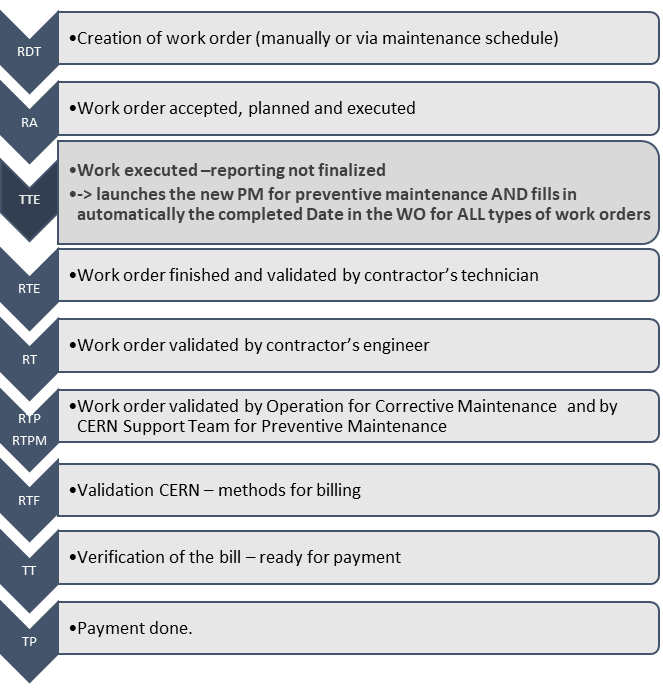 RDT
•Creation of work order (manually or via maintenance schedule)
RA
•Work order accepted, planned and executed
TTE
•Work executed –reporting not finalized
•-> launches the new PM for preventive maintenance AND fills in
automatically the completed Date in the WO for ALL types of work orders
RTE
•Work order finished and validated by contractor’s technician
RT
•Work order validated by contractor’s engineer
RTP
RTPM
•Work order validated by Operation for Corrective Maintenance and by
CERN Support Team for Preventive Maintenance
RTF
•Validation CERN – methods for billing
TT
•Verification of the bill – ready for payment
TP
•Payment done.